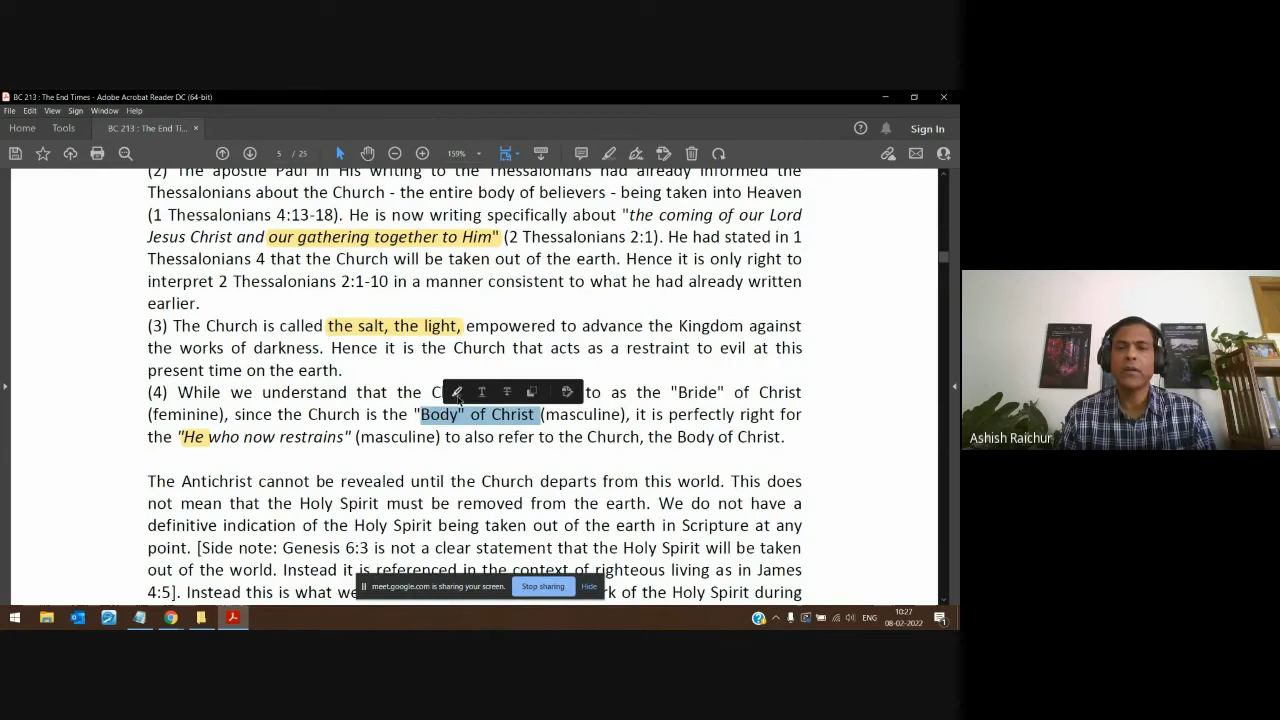 BC 213 : The End Times - Adobe Acrobat Reader DC (64-bit)
File Edit View Sign Window Help
Home Tools BC 213 : The End Ti... × Sign In
5 / 25 159%
(2) The apostle Paul in His writing to the Thessalonians had already informed the
Thessalonians about the Church - the entire body of believers - being taken into Heaven
(1 Thessalonians 4:13-18). He is now writing specifically about "the coming of our Lord
Jesus Christ and our gathering together to Him" (2 Thessalonians 2:1). He had stated in 1
Thessalonians 4 that the Church will be taken out of the earth. Hence it is only right to
interpret 2 Thessalonians 2:1-10 in a manner consistent to what he had already written
earlier.
(3) The Church is called the salt, the light, empowered to advance the Kingdom against
the works of darkness. Hence it is the Church that acts as a restraint to evil at this
present time on the earth.
(4) While we understand that the C to as the "Bride" of Christ
(feminine), since the Church is the "Body" of Christ (masculine), it is perfectly right for
the "He who now restrains" (masculine) to also refer to the Church, the Body of Christ.
The Antichrist cannot be revealed until the Church departs from this world. This does
not mean that the Holy Spirit must be removed from the earth. We do not have a
definitive indication of the Holy Spirit being taken out of the earth in Scripture at any
point. [Side note: Genesis 6:3 is not a clear statement that the Holy Spirit will be taken
out of the world. Instead it is referenced in the context of righteous living as in James
4:5]. Instead this is what we rk of the Holy Spirit during
meet.google.com is sharing your screen. Stop sharing Hide
ENG 10:27
08-02-2022
Ashish Raichur